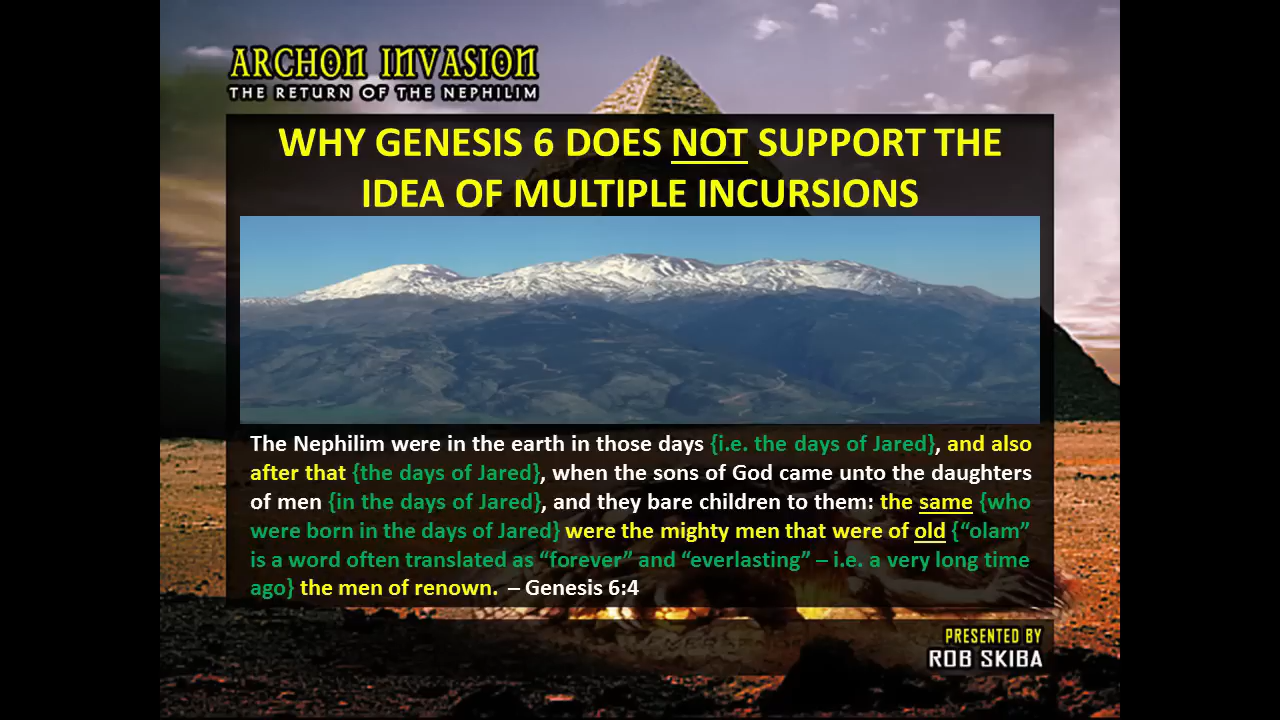 ARCHON INVASION
THE RETURN OF THE NEPHILIM
WHY GENESIS 6 DOES NOT SUPPORT THE
IDEA OF MULTIPLE INCURSIONS
The Nephilim were in the earth in those days {i.e. the days of Jared}, and also
after that {the days of Jared}, when the sons of God came unto the daughters
of men {in the days of Jared}, and they bare children to them: the same {who
were born in the days of Jared} were the mighty men that were of old {“olam”
is a word often translated as “forever” and “everlasting” – i.e. a very long time
ago} the men of renown. – Genesis 6:4
PRESENTED BY
ROB SKIBA